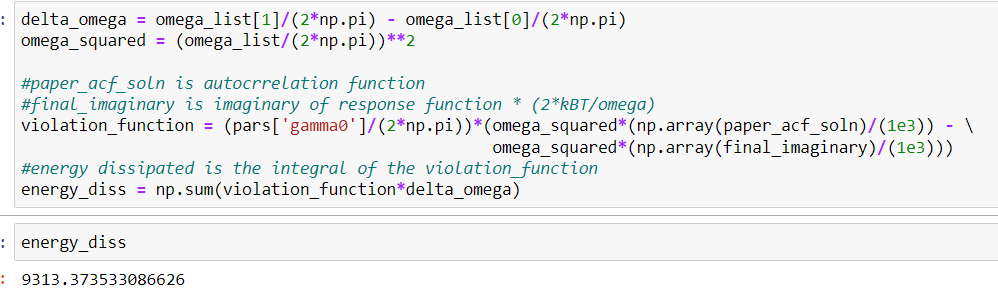 : delta_omega = omega_list[1]/(2*np.pi) - omega_list[0]/(2*np.pi)
omega_squared = (omega_list/(2*np.pi))**2
#paper_acf_soln is autocrrelation function
#final_imaginary is imaginary of response function * (2*kBT/omega)
violation_function = (pars['gamma0']/(2*np.pi))*(omega_squared*(np.array(paper_acf_soln)/(1e3)) - \
omega_squared*(np.array(final_imaginary)/(1e3)))
#energy dissipated is the integral of the violation_function
energy_diss = np.sum(violation_function*delta_omega)
: energy_diss
: 9313.373533086626